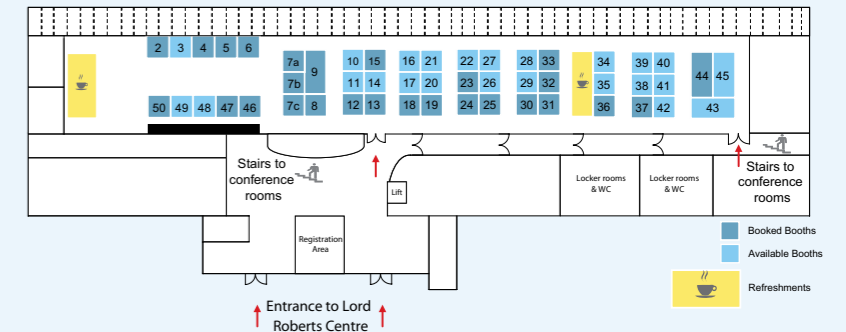 2 3 4 5 6
7a 9 10 15 16 21 22 27 28 33 34 39 40 44 45
7b 11 14 17 20 23 26 29 32 35 38 41
7c 8 12 13 18 19 24 25 30 31 36 37 42 43
50 49 48 47 46
Stairs to
conference
rooms
Lift
Locker rooms
& WC
Locker rooms
& WC
Stairs to
conference
rooms
Registration
Area
Booked Booths
Available Booths
Refreshments
Entrance to Lord
Roberts Centre